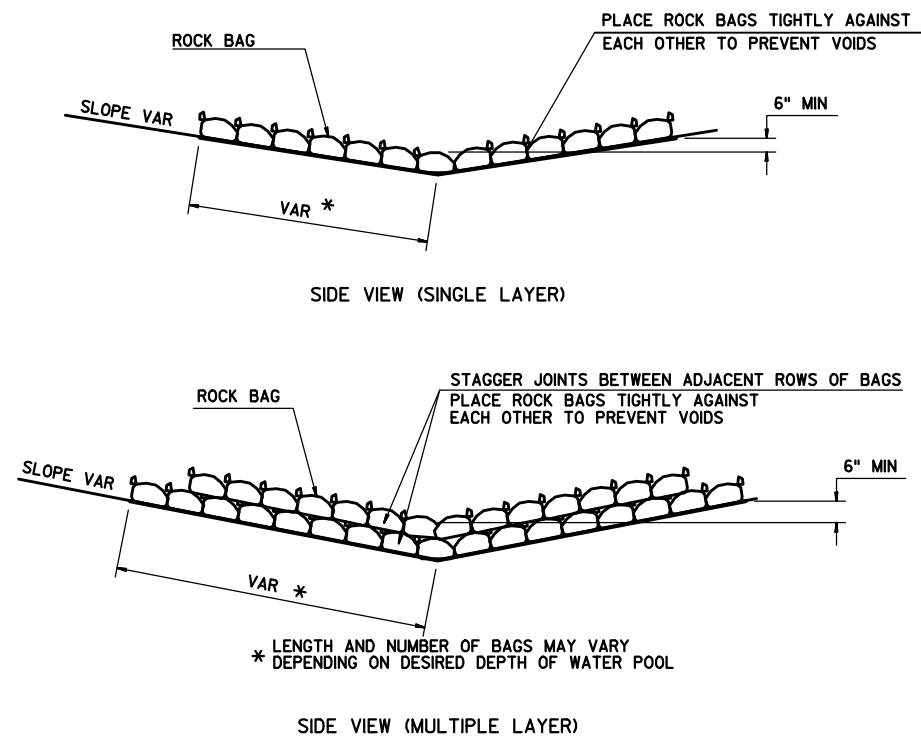 PLACE ROCK BAGS TIGHTLY AGAINST
EACH OTHER TO PREVENT VOIDS
ROCK BAG
SLOPE VAR
6" MIN
VAR *
SIDE VIEW (SINGLE LAYER)
STAGGER JOINTS BETWEEN ADJACENT ROWS OF BAGS
PLACE ROCK BAGS TIGHTLY AGAINST
EACH OTHER TO PREVENT VOIDS
ROCK BAG
SLOPE VAR
6" MIN
VAR *
* LENGTH AND NUMBER OF BAGS MAY VARY
DEPENDING ON DESIRED DEPTH OF WATER POOL
SIDE VIEW (MULTIPLE LAYER)